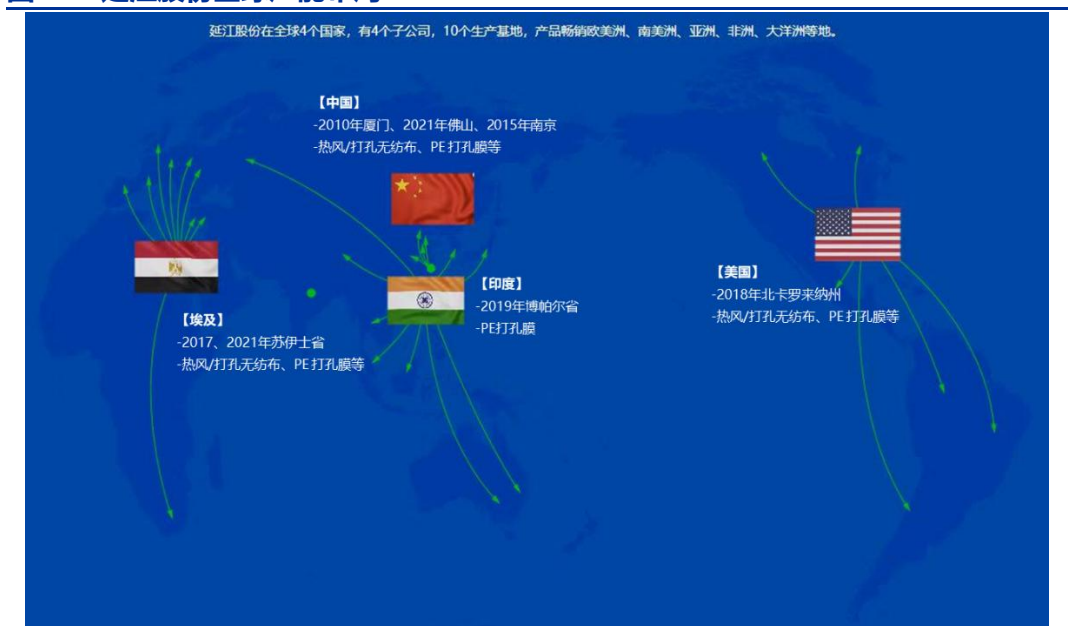 延江股份在全球4个国家，有4个子公司，10个生产基地，产品畅销欧美洲、南美洲、亚洲、非洲、大洋洲等地。
【中国】
-2010年厦门、2021年佛山、2015年南京
-热风/打孔无纺布、PE打孔膜等
【印度】
-2019年博帕尔省
-PE打孔膜
【美国】
-2018年北卡罗来纳州
-热风/打孔无纺布、PE打孔膜等
【埃及】
-2017、2021年苏伊士省
-热风/打孔无纺布、PE打孔膜等